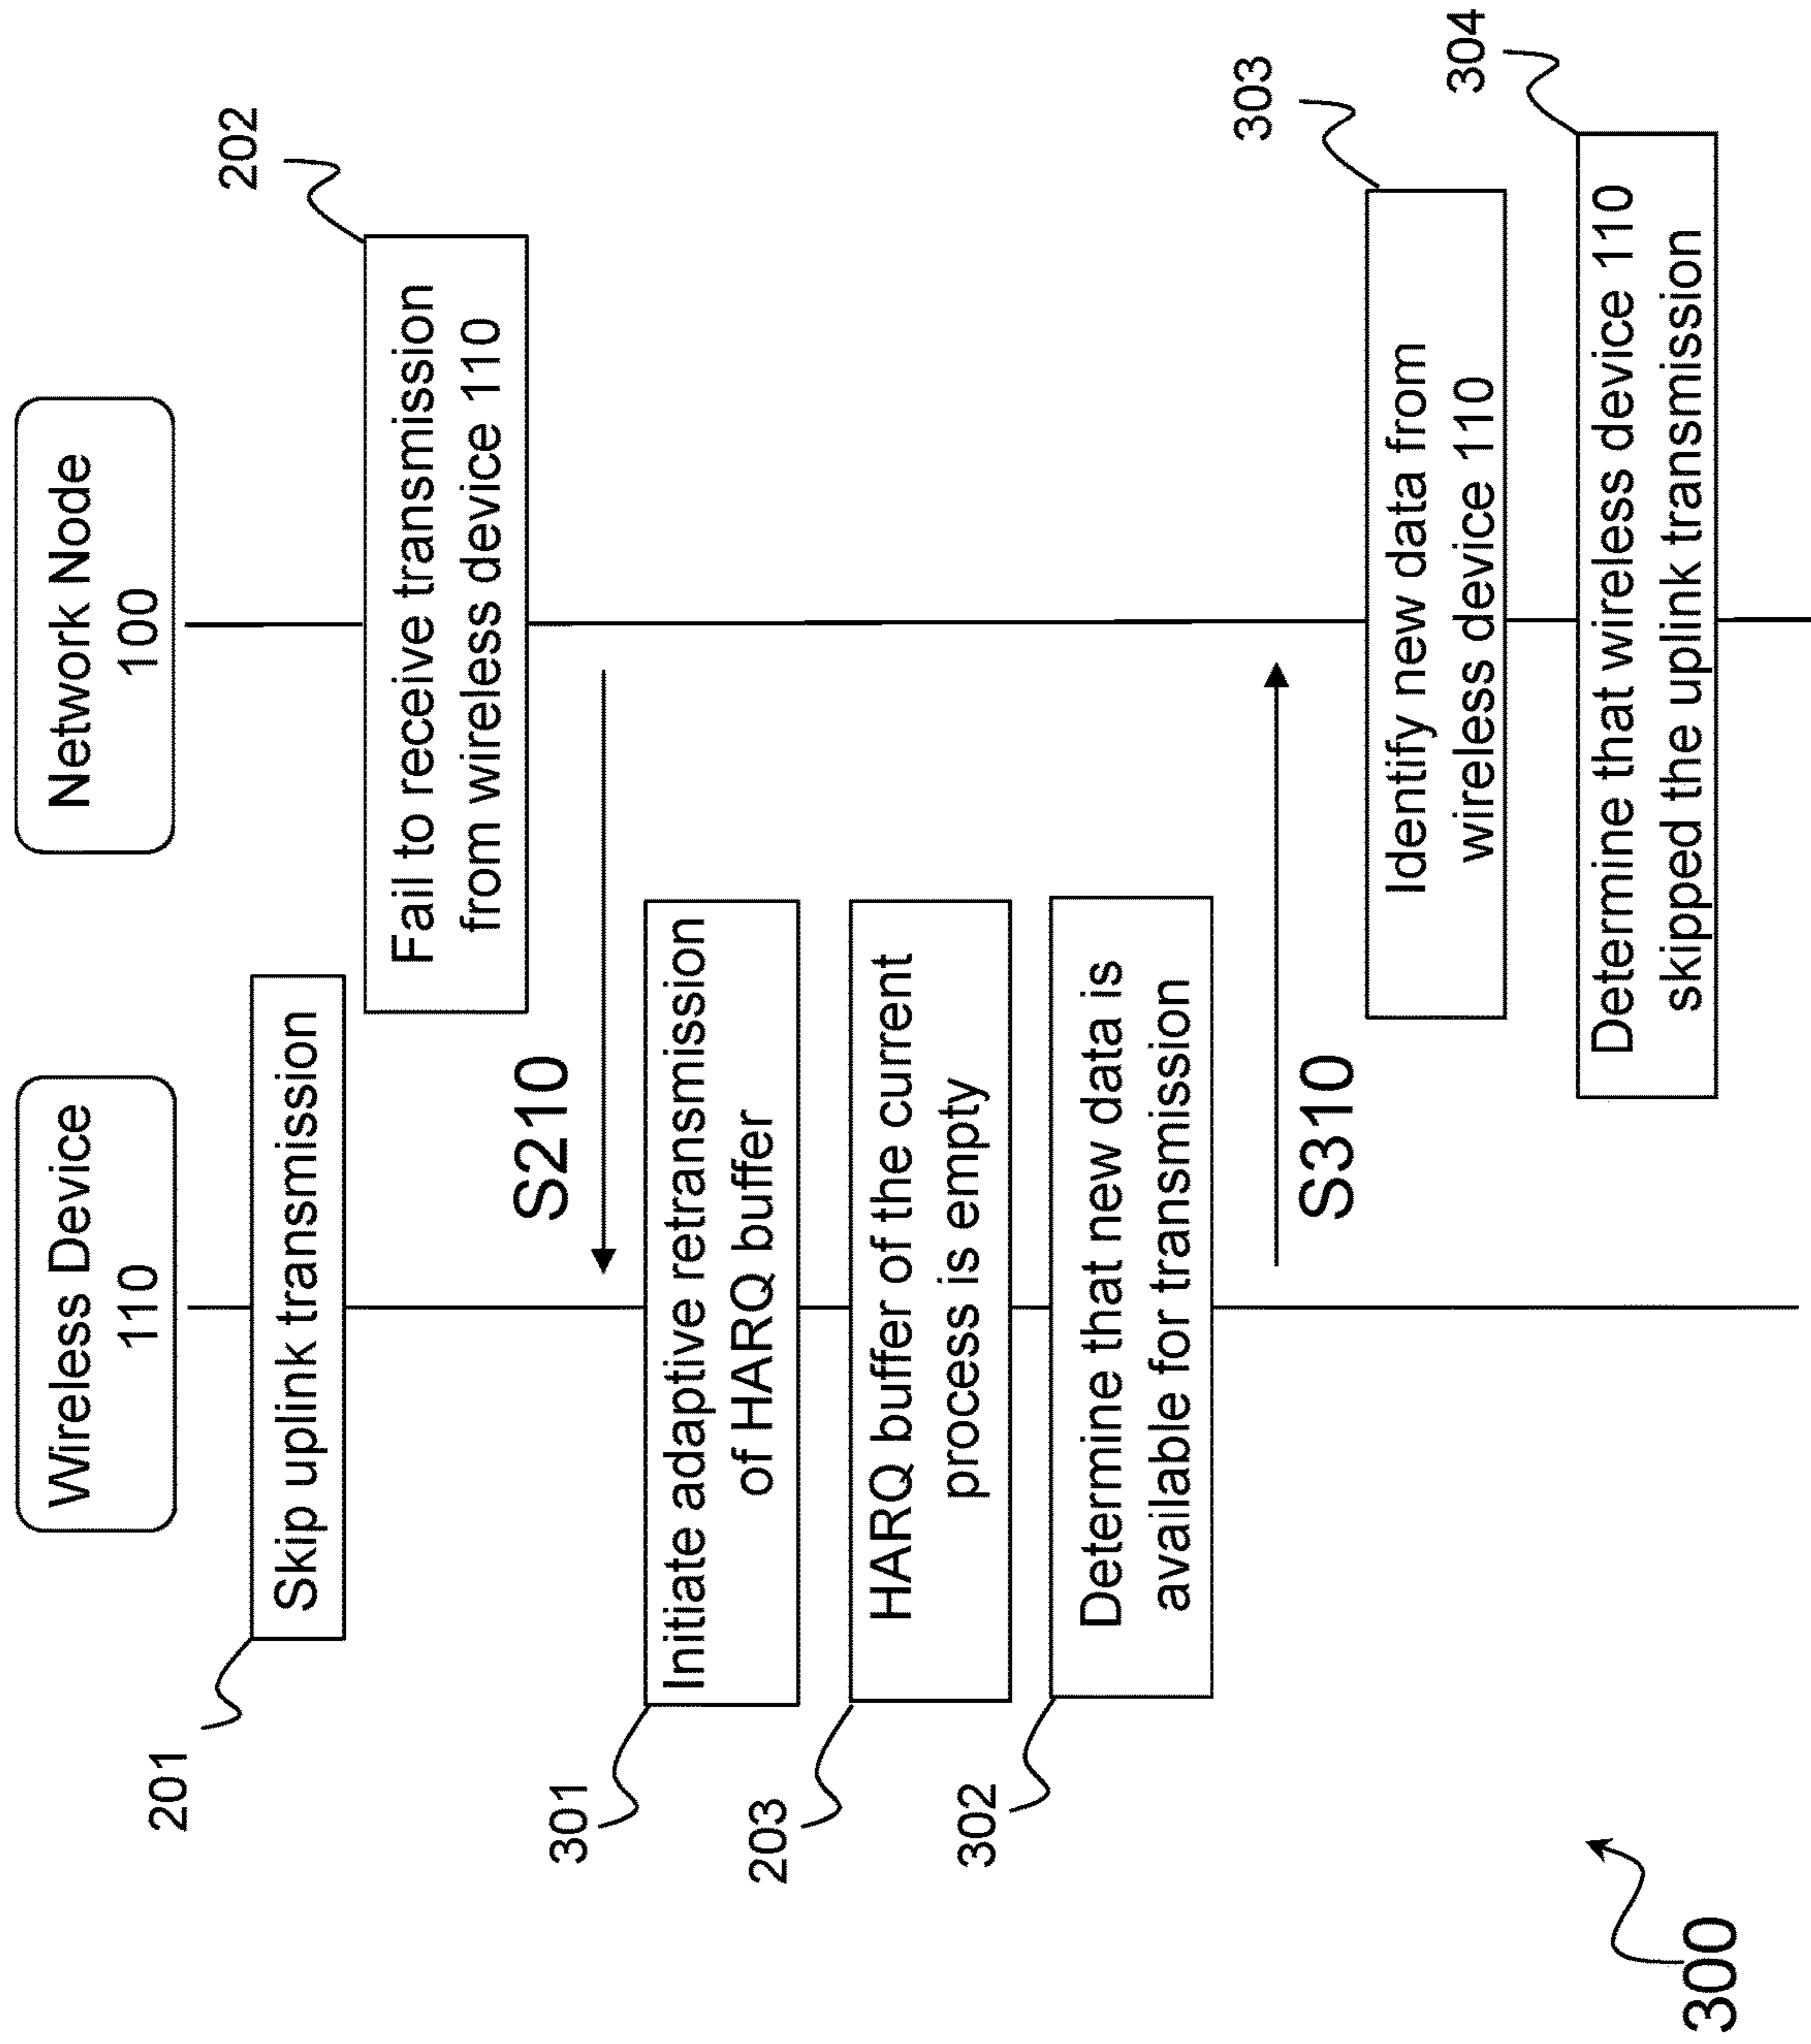 Wireless Device
110
Network Node
100
201
Skip uplink transmission
202
Fail to receive transmission
from wireless device 110
S210
301
Initiate adaptive retransmission
of HARQ buffer
203
HARQ buffer of the current
process is empty
302
Determine that new data is
available for transmission
S310
303
Identify new data from
wireless device 110
304
Determine that wireless device 110
skipped the uplink transmission
300